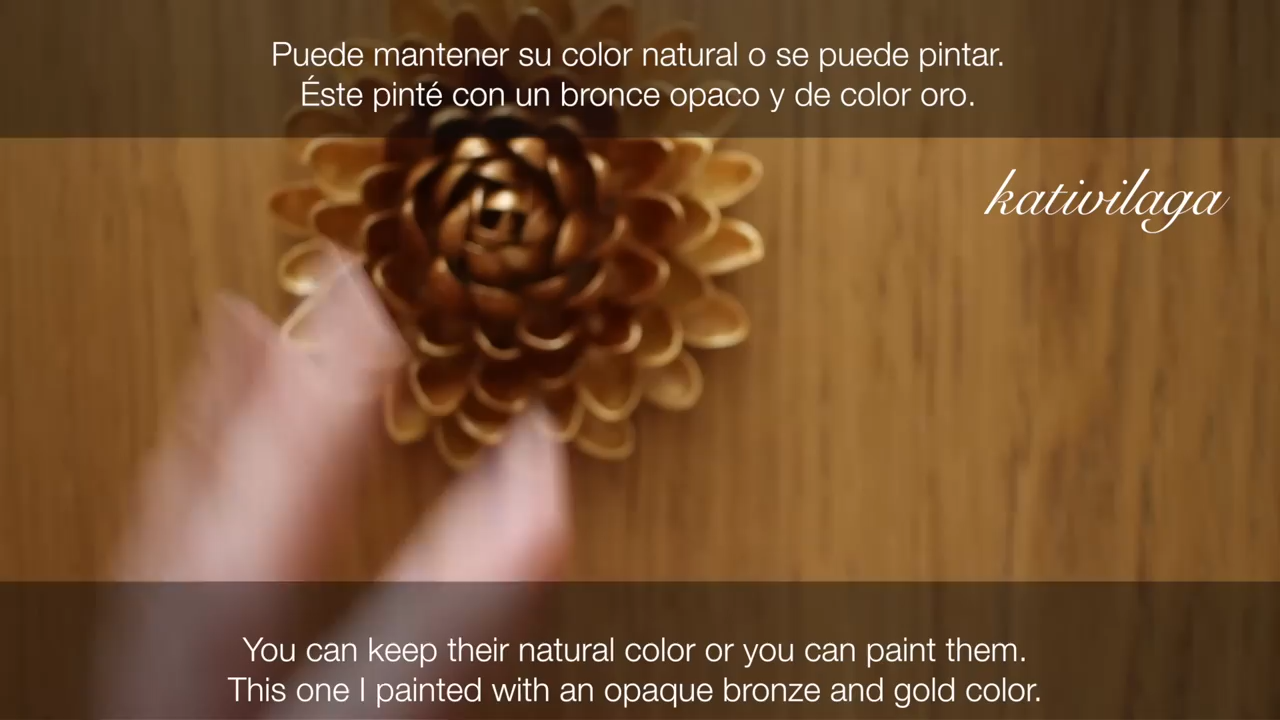 Puede mantener su color natural o se puede pintar.
Éste pinté con un bronce opaco y de color oro.
kativilaga
You can keep their natural color or you can paint them.
This one I painted with an opaque bronze and gold color.